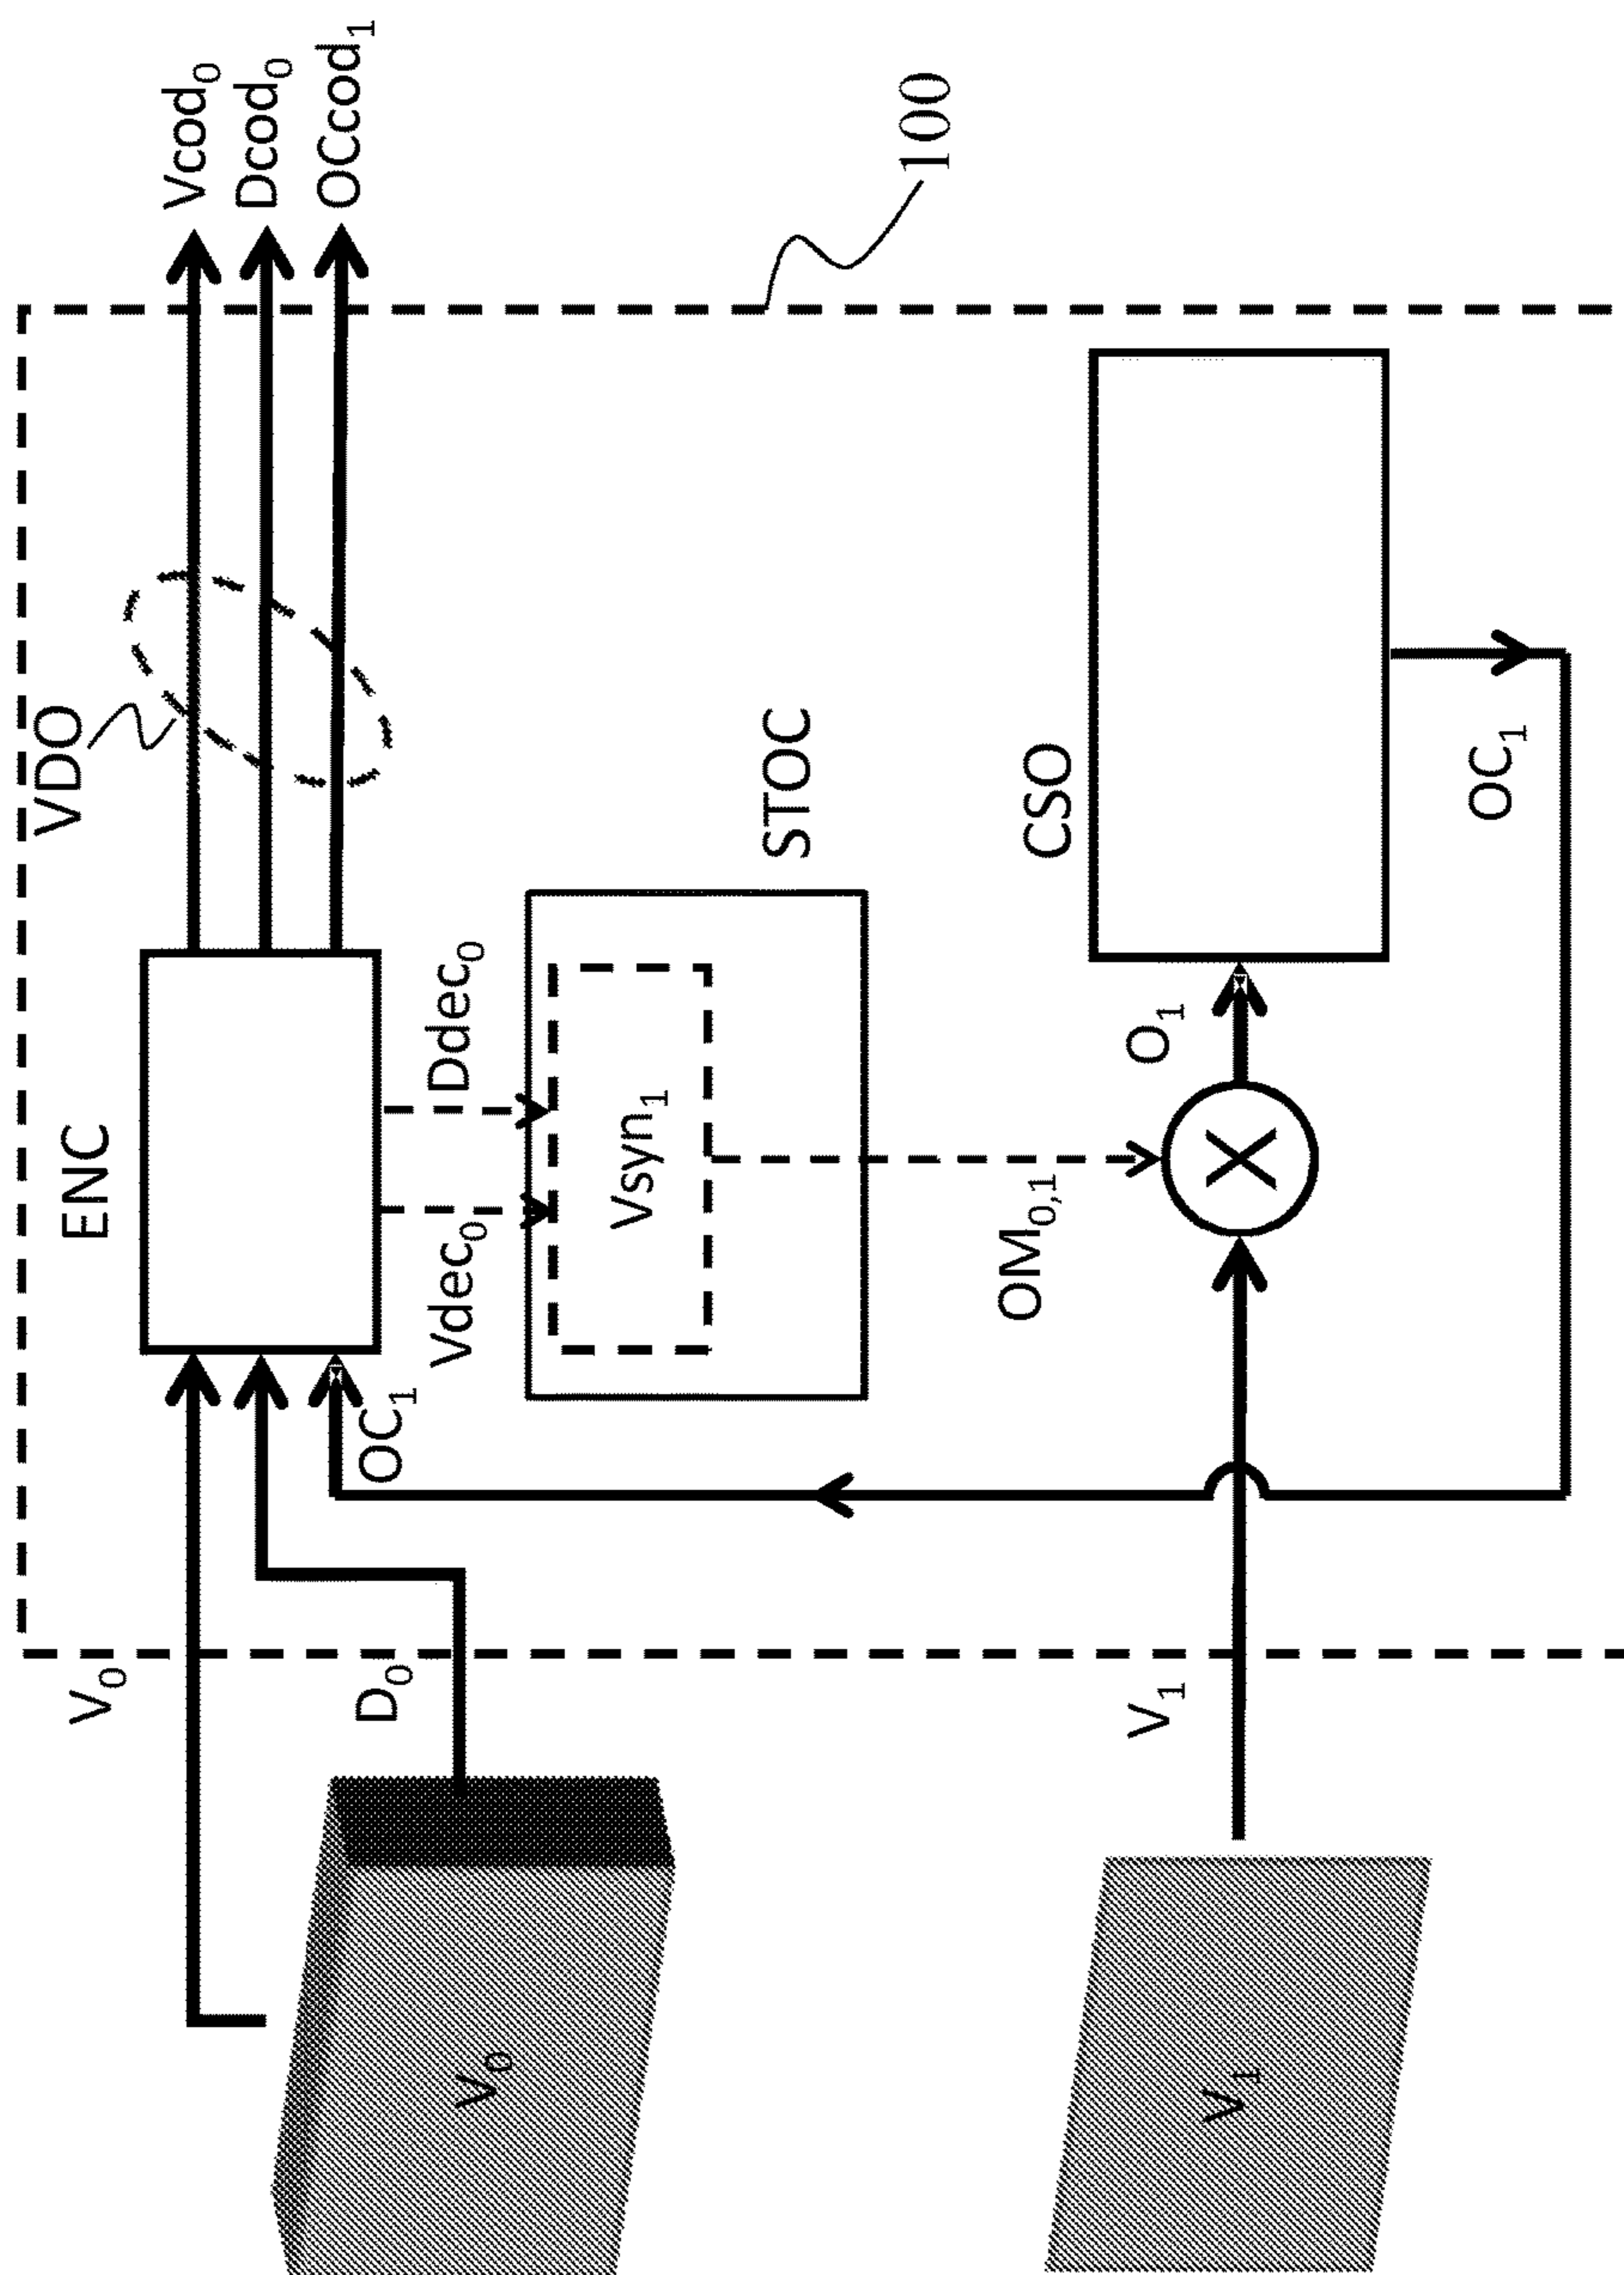 V₀
V₀
D₀
V₁
V₁
ENC
VDO
Vcod₀
Dcod₀
OCcod₁
OC₁
Vdec₀
Ddec₀
Vsyn₁
STOC
OM₀,₁
X
O₁
CSO
OC₁
100